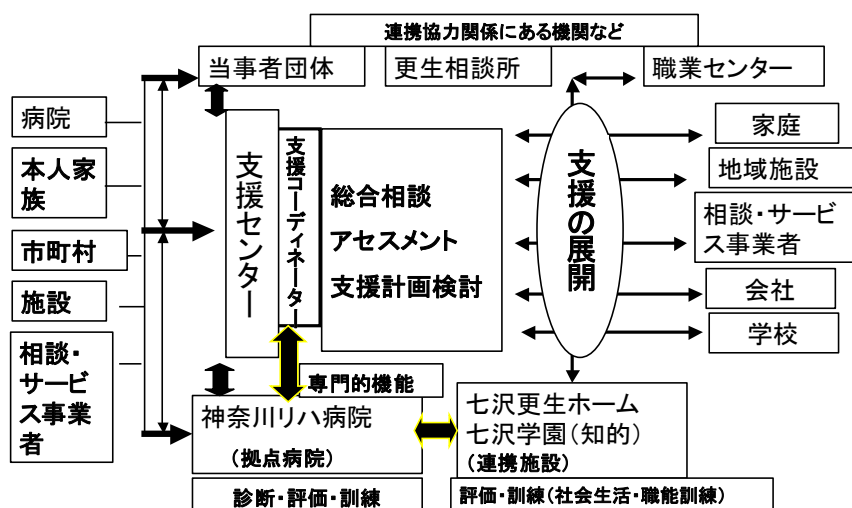 連携協力関係にある機関など
当事者団体
更生相談所
職業センター
病院
本人家
族
市町村
施設
相談・
サービ
ス事業
者
支援センター
支援コーディネーター
総合相談
アセスメント
支援計画検討
支援の展開
家庭
地域施設
相談・サービ
ス事業者
会社
学校
専門的機能
神奈川リハ病院
(拠点病院)
七沢更生ホーム
七沢学園(知的)
(連携施設)
診断・評価・訓練
評価・訓練(社会生活・職能訓練)